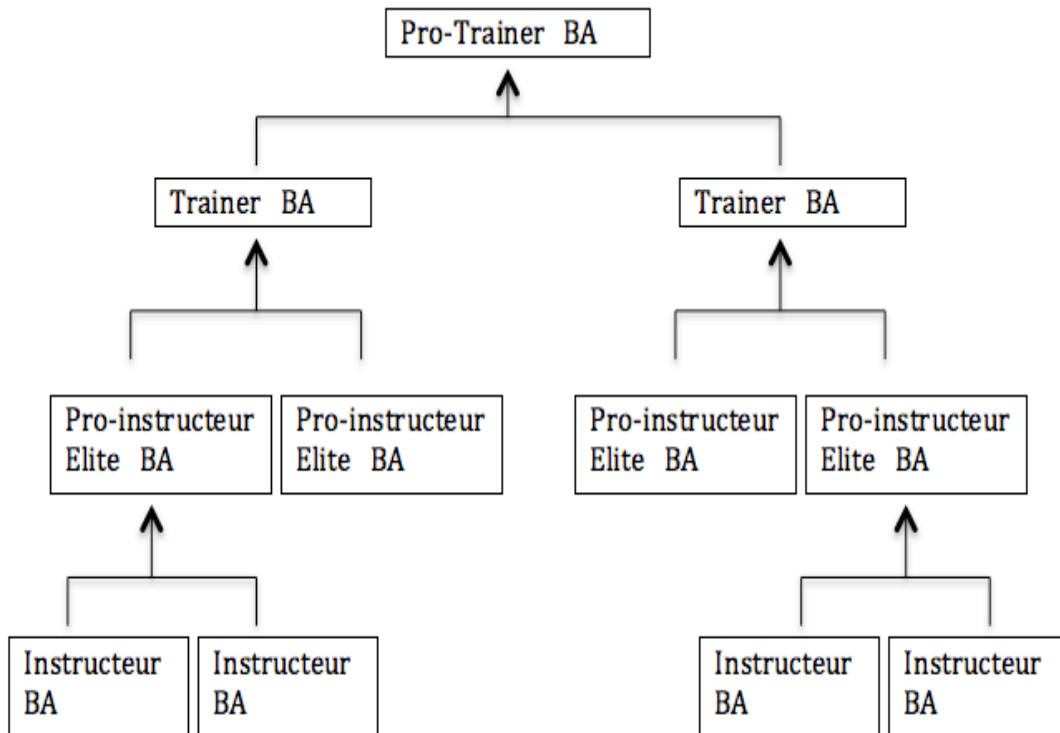 Pro-Trainer BA
Trainer BA
Trainer BA
Pro-instructeur
Elite BA
Pro-instructeur
Elite BA
Pro-instructeur
Elite BA
Pro-instructeur
Elite BA
Instructeur
BA
Instructeur
BA
Instructeur
BA
Instructeur
BA